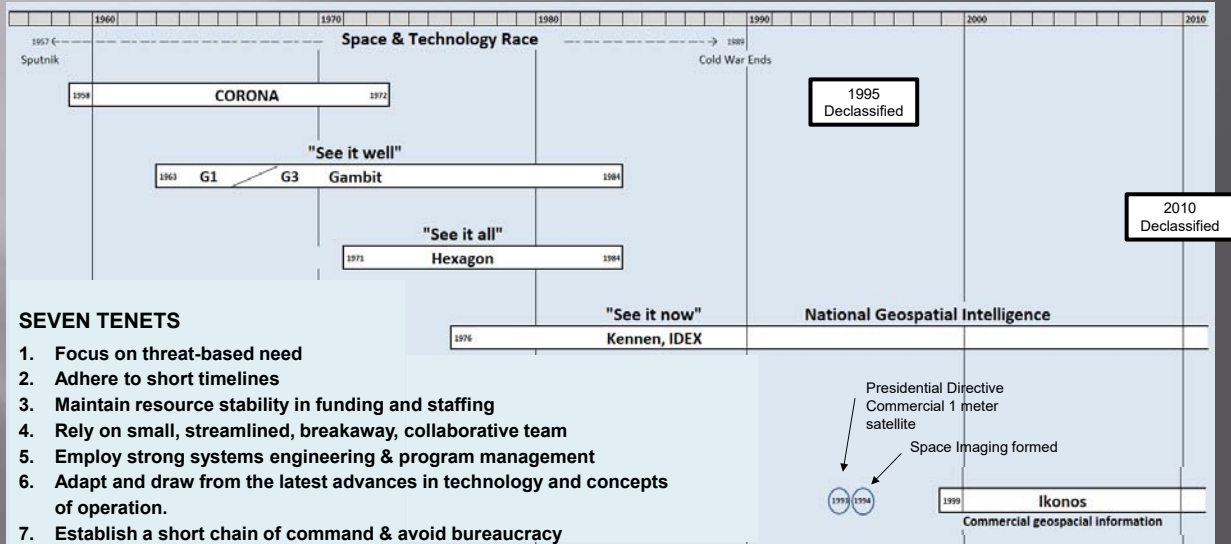 1960 1970 1980 1990 2000 2010
1957 Space & Technology Race 1989
Sputnik Cold War Ends
1958 CORONA 1972
1995
Declassified
"See it well"
1963 G1 G3 Gambit 1984
2010
Declassified
"See it all"
1971 Hexagon 1984
"See it now" National Geospatial Intelligence
1976 Kennen, IDEX
SEVEN TENETS
1. Focus on threat-based need
2. Adhere to short timelines
3. Maintain resource stability in funding and staffing
4. Rely on small, streamlined, breakaway, collaborative team
5. Employ strong systems engineering & program management
6. Adapt and draw from the latest advances in technology and concepts
of operation.
7. Establish a short chain of command & avoid bureaucracy
Presidential Directive
Commercial 1 meter
satellite
Space Imaging formed
1993 1994
1999 Ikonos
Commercial geospacial information